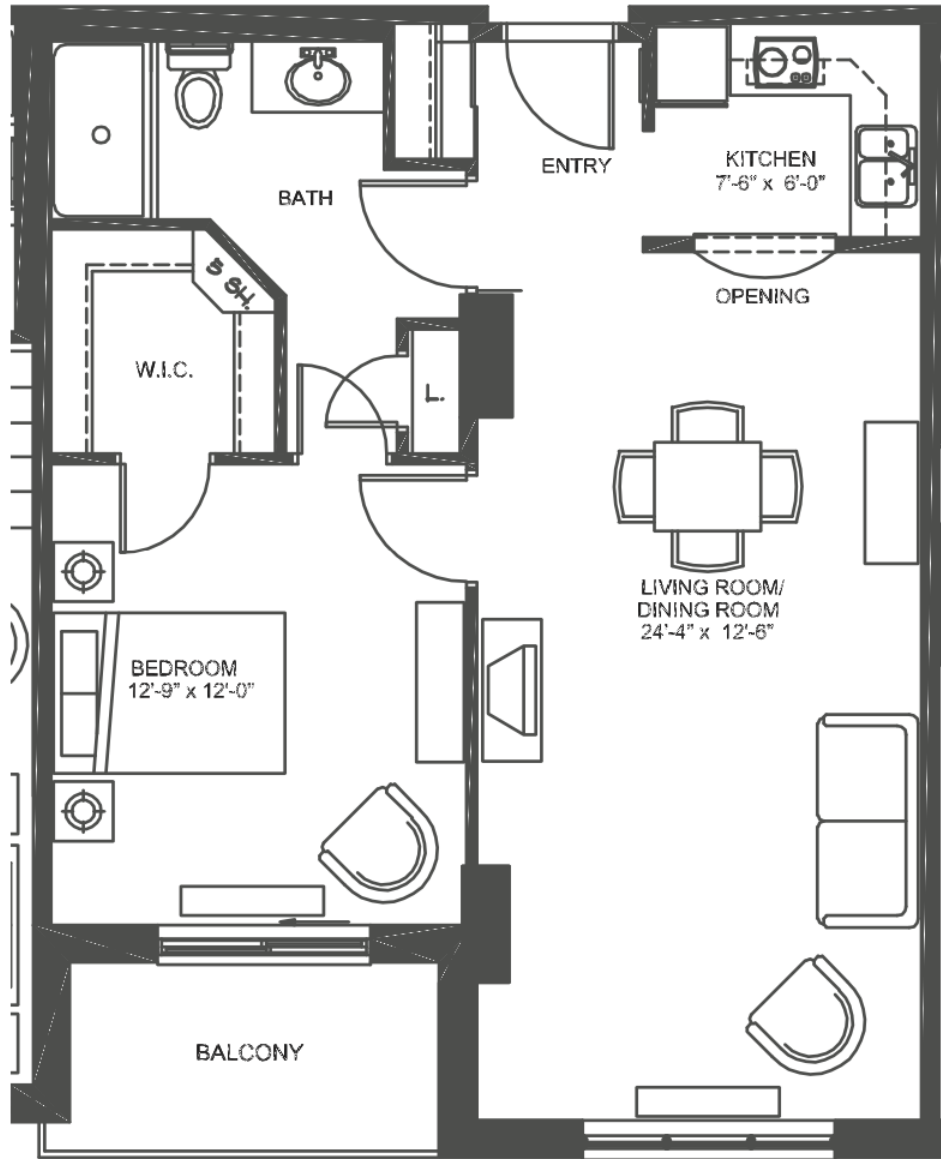 ENTRY
KITCHEN
7'-6" x 6'-0"
BATH
3 SH.
OPENING
W.I.C.
L.
LIVING ROOM/
DINING ROOM
24'-4" x 12'-6"
BEDROOM
12'-9" x 12'-0"
BALCONY